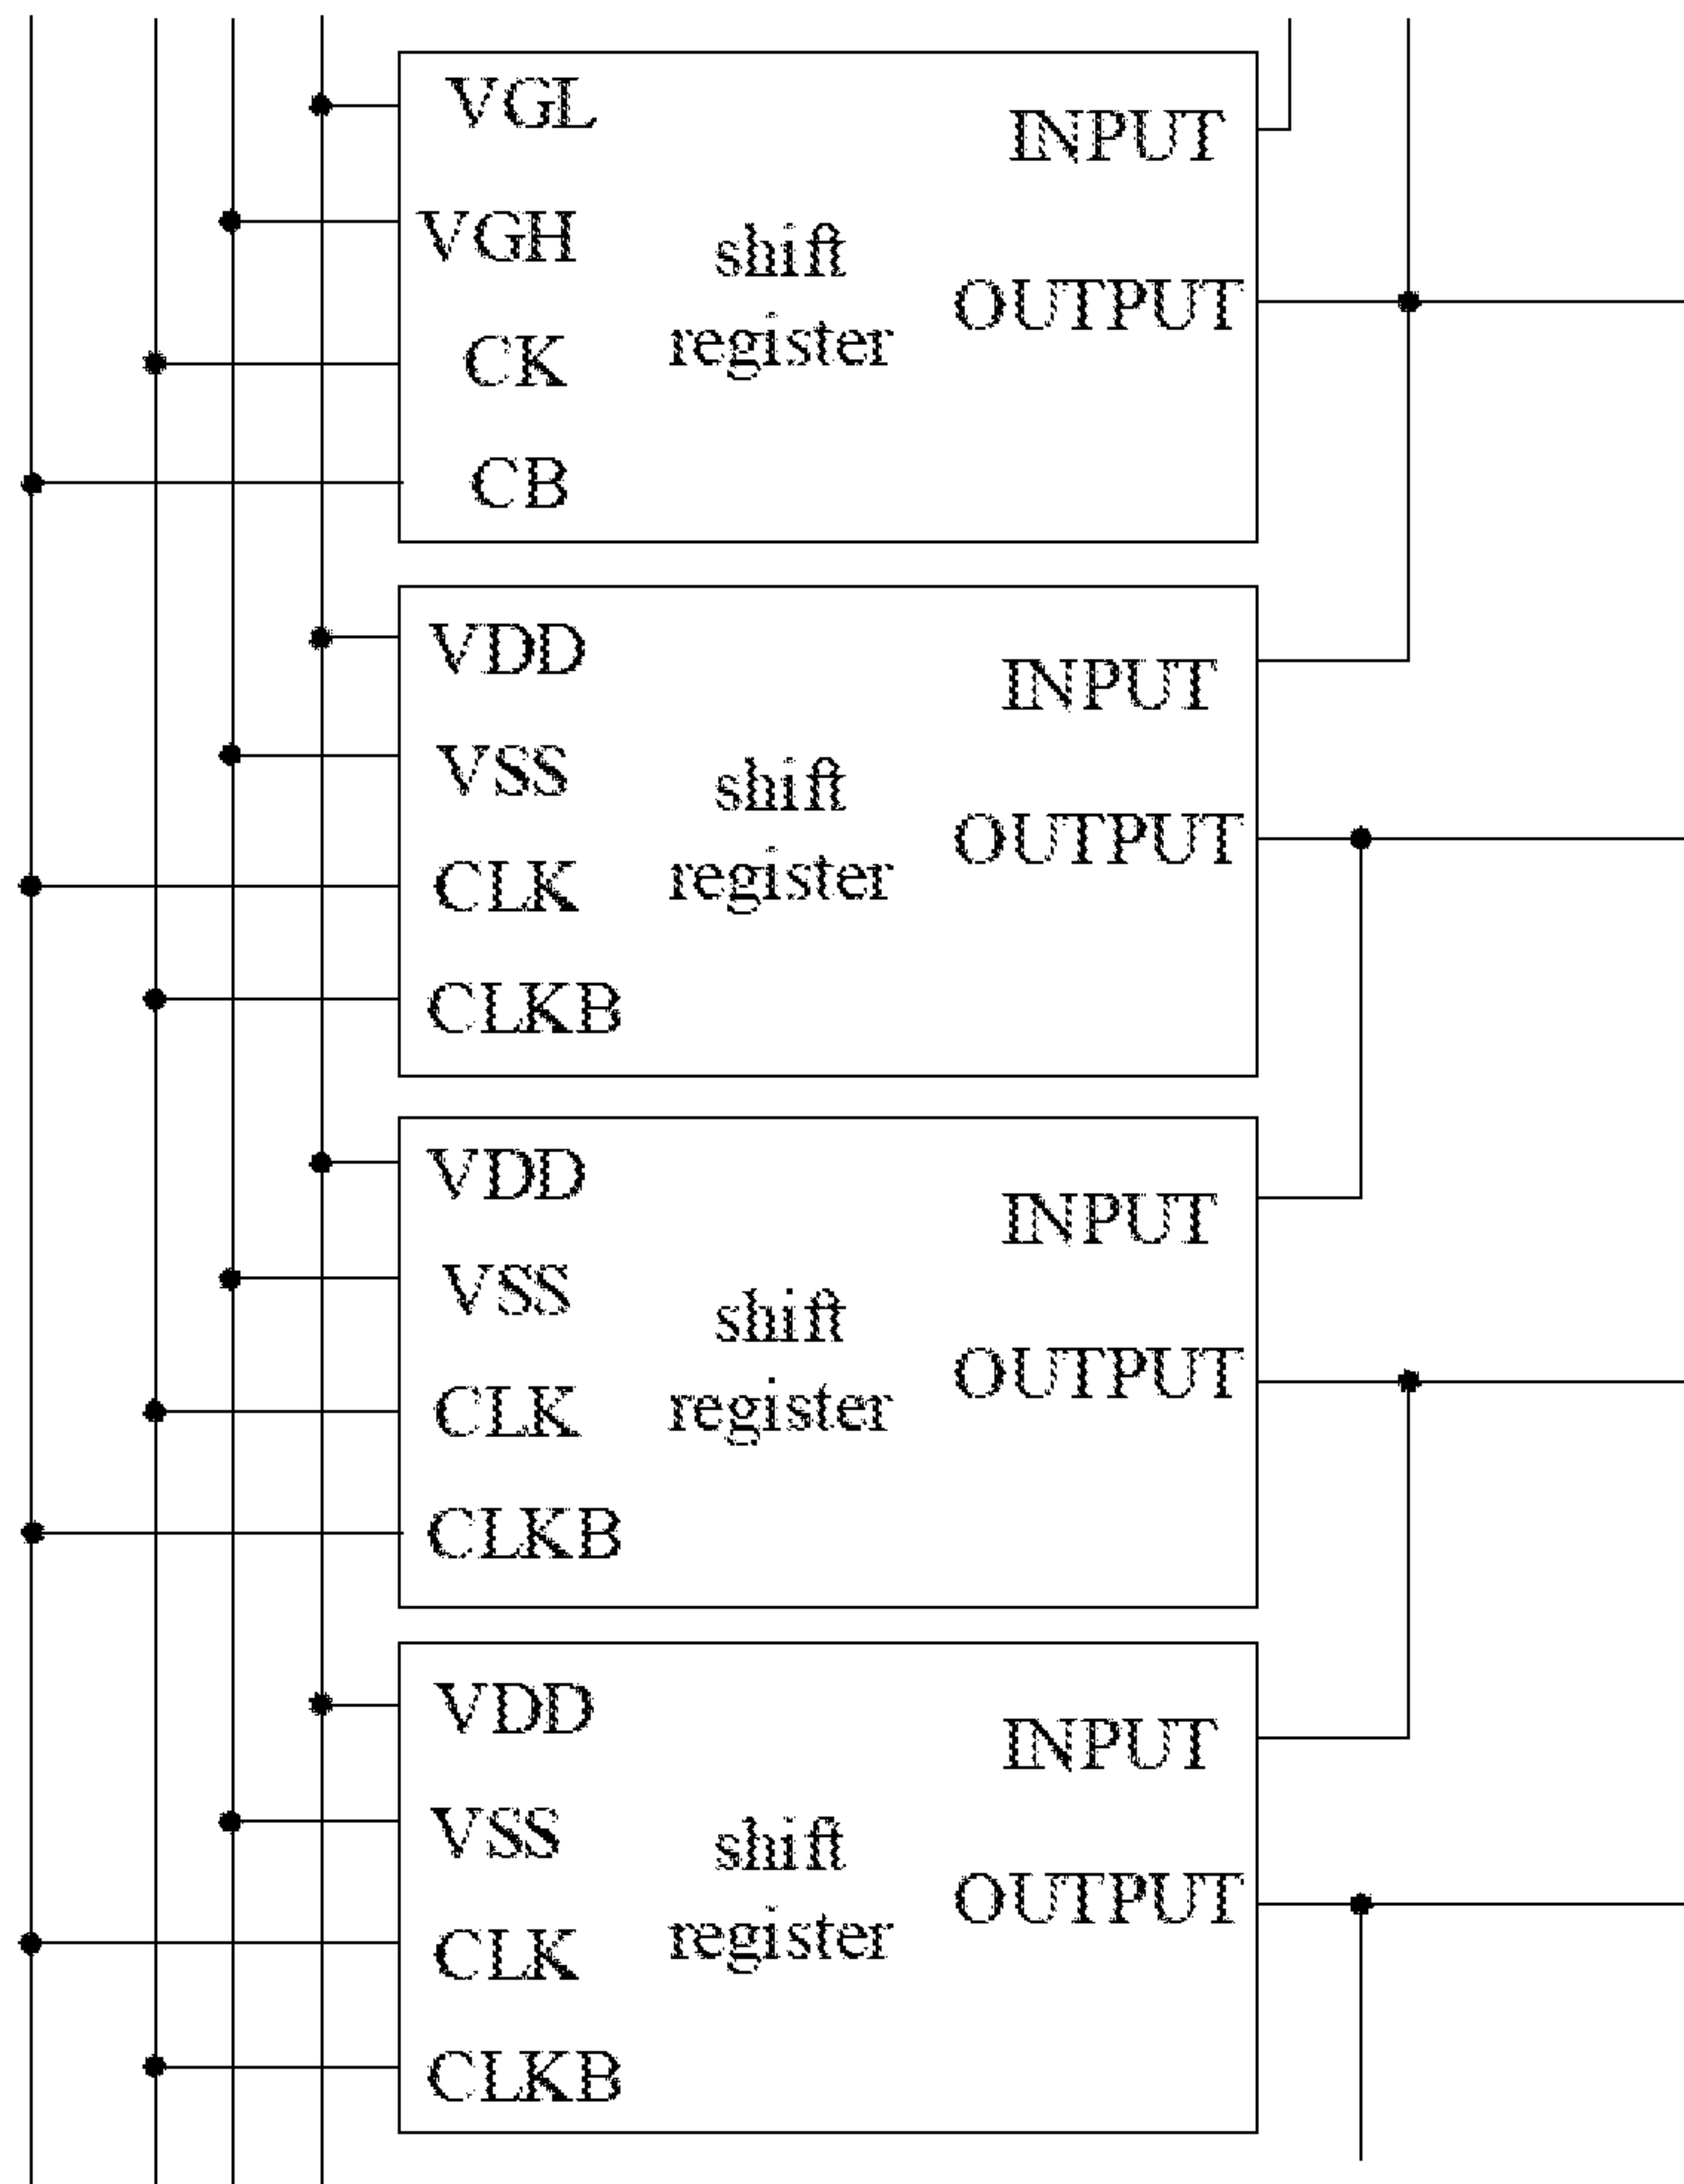 VGL
INPUT
VGH
shift
OUTPUT
register
CK
CB
VDD
INPUT
VSS
shift
OUTPUT
CLK
register
CLKB
VDD
INPUT
VSS
shift
OUTPUT
CLK
register
CLKB
VDD
INPUT
VSS
shift
OUTPUT
CLK
register
CLKB